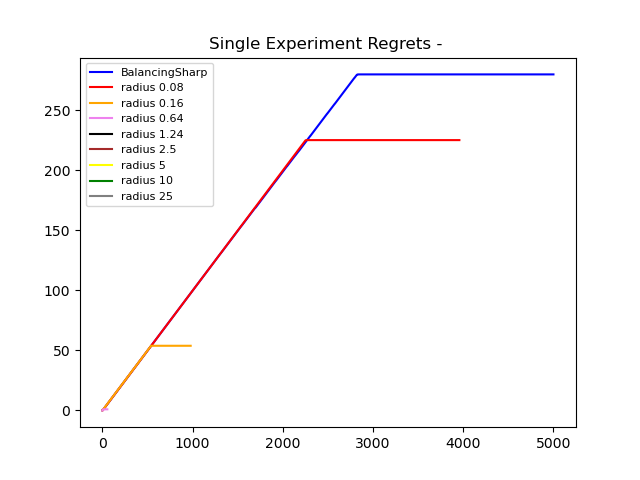 Single Experiment Regrets -
BalancingSharp
radius 0.08
radius 0.16
radius 0.64
radius 1.24
radius 2.5
radius 5
radius 10
radius 25
250
200
150
100
50
0
0 1000 2000 3000 4000 5000